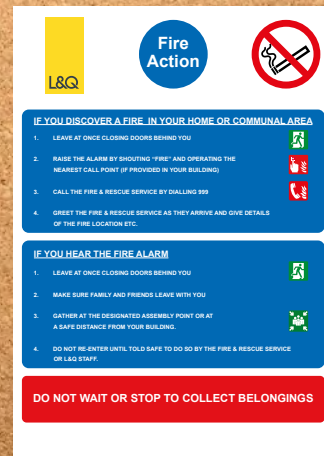 L&Q
Fire
Action
IF YOU DISCOVER A FIRE IN YOUR HOME OR COMMUNAL AREA
1. LEAVE AT ONCE CLOSING DOORS BEHIND YOU
2. RAISE THE ALARM BY SHOUTING "FIRE" AND OPERATING THE
NEAREST CALL POINT (IF PROVIDED IN YOUR BUILDING)
3. CALL THE FIRE & RESCUE SERVICE BY DIALLING 999
4. GREET THE FIRE & RESCUE SERVICE AS THEY ARRIVE AND GIVE DETAILS
OF THE FIRE LOCATION ETC.
IF YOU HEAR THE FIRE ALARM
1. LEAVE AT ONCE CLOSING DOORS BEHIND YOU
2. MAKE SURE FAMILY AND FRIENDS LEAVE WITH YOU
3. GATHER AT THE DESIGNATED ASSEMBLY POINT OR AT
A SAFE DISTANCE FROM YOUR BUILDING.
4. DO NOT RE-ENTER UNTIL TOLD SAFE TO DO SO BY THE FIRE & RESCUE SERVICE
OR L&Q STAFF.
DO NOT WAIT OR STOP TO COLLECT BELONGINGS